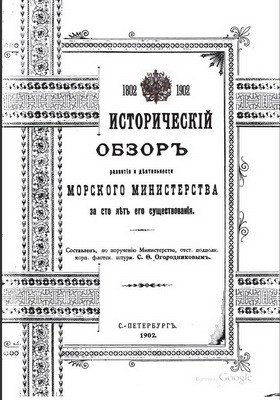 1802 1902
ИСТОРИЧЕСКІЙ
ОБЗОРЪ
развитія и дѣятельности
МОРСКОГО МИНИСТЕРСТВА
за сто лѣтъ его существованія.
Составленъ, по порученію Министерства, отст. подполк.
корп. флотск. штурм. С. Ѳ. Огородниковымъ.
С-ПЕТЕРБУРГЪ.
1902.
Google